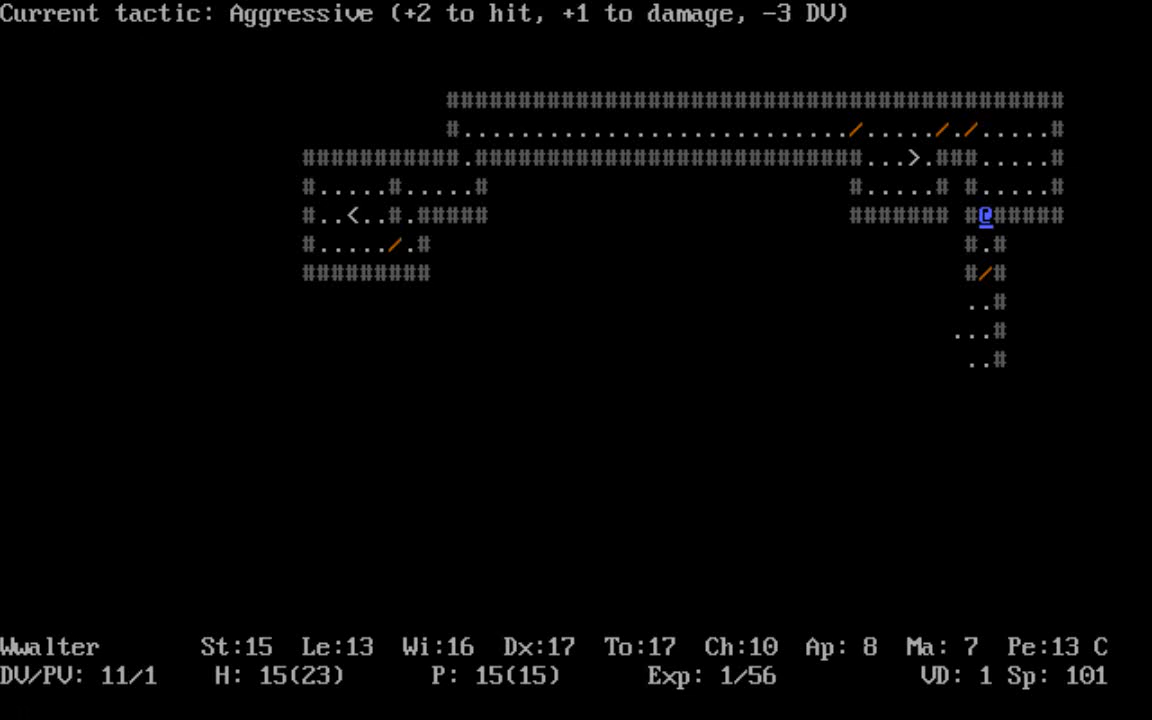 Current tactic: Aggressive (+2 to hit, +1 to damage, -3 DV)
                               ###########################################
                               #.........................../...../././.....#
                     ###########.###########################...>.###.....#
                     #.....#.....#                         #.....# #.....#
                     #..<..#.#####                         ####### #@#####
                     #...../.#                                     #.#
                     #########                                     #/#
                                                                   ..#
                                                                  ...#
                                                                   ..#
Wwalter       St:15  Le:13  Wi:16  Dx:17  To:17  Ch:10  Ap: 8  Ma: 7  Pe:13 C
DV/PV: 11/1    H: 15(23)      P: 15(15)      Exp: 1/56          VD: 1 Sp: 101